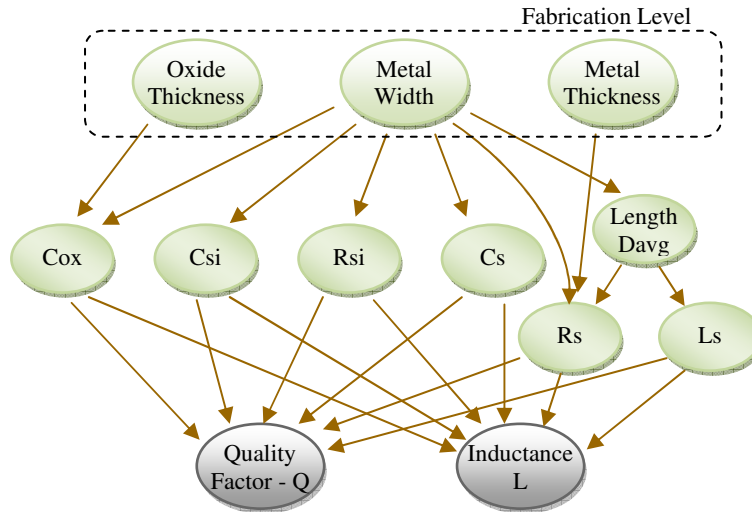 Fabrication Level
Oxide
Thickness
Metal
Width
Metal
Thickness
Length
Davg
Cox
Csi
Rsi
Cs
Rs
Ls
Quality
Factor - Q
Inductance
L